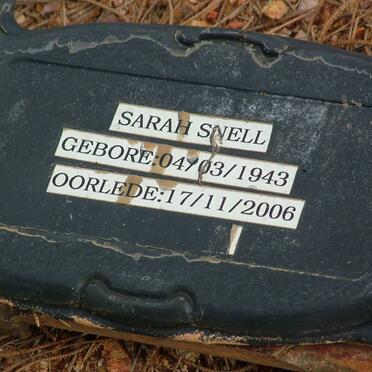 SARAH SNELL
GEBORE:04/03/1943
OORLEDE:17/11/2006